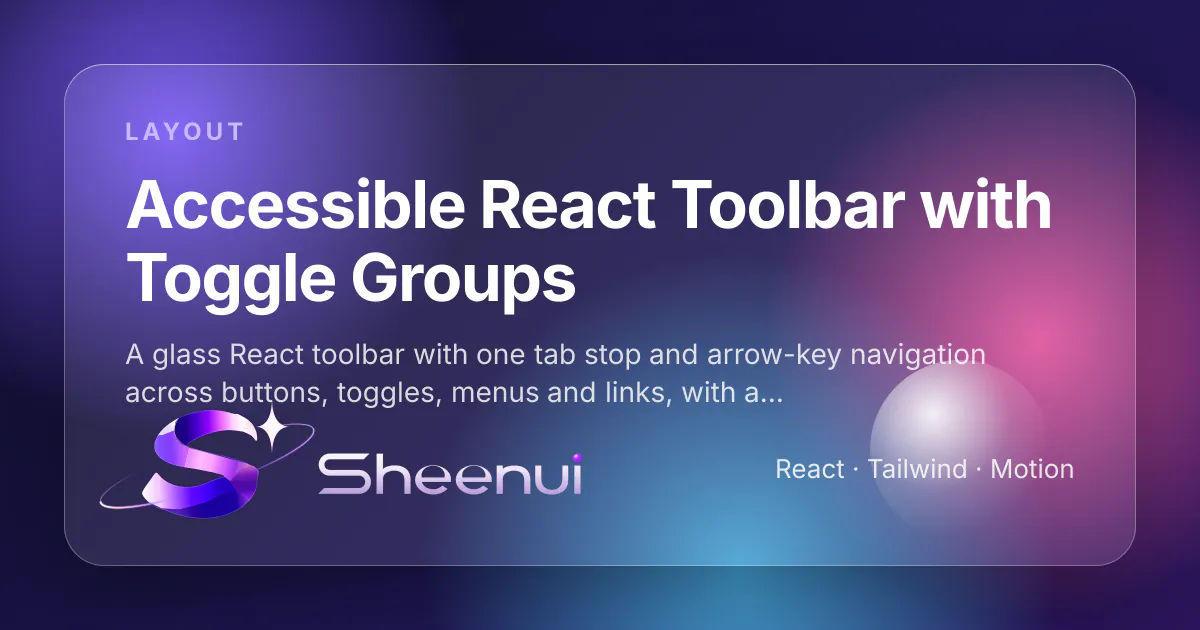 LAYOUT
Accessible React Toolbar with
Toggle Groups
A glass React toolbar with one tab stop and arrow-key navigation
across buttons, toggles, menus and links, with a...
Sheenui
React · Tailwind · Motion